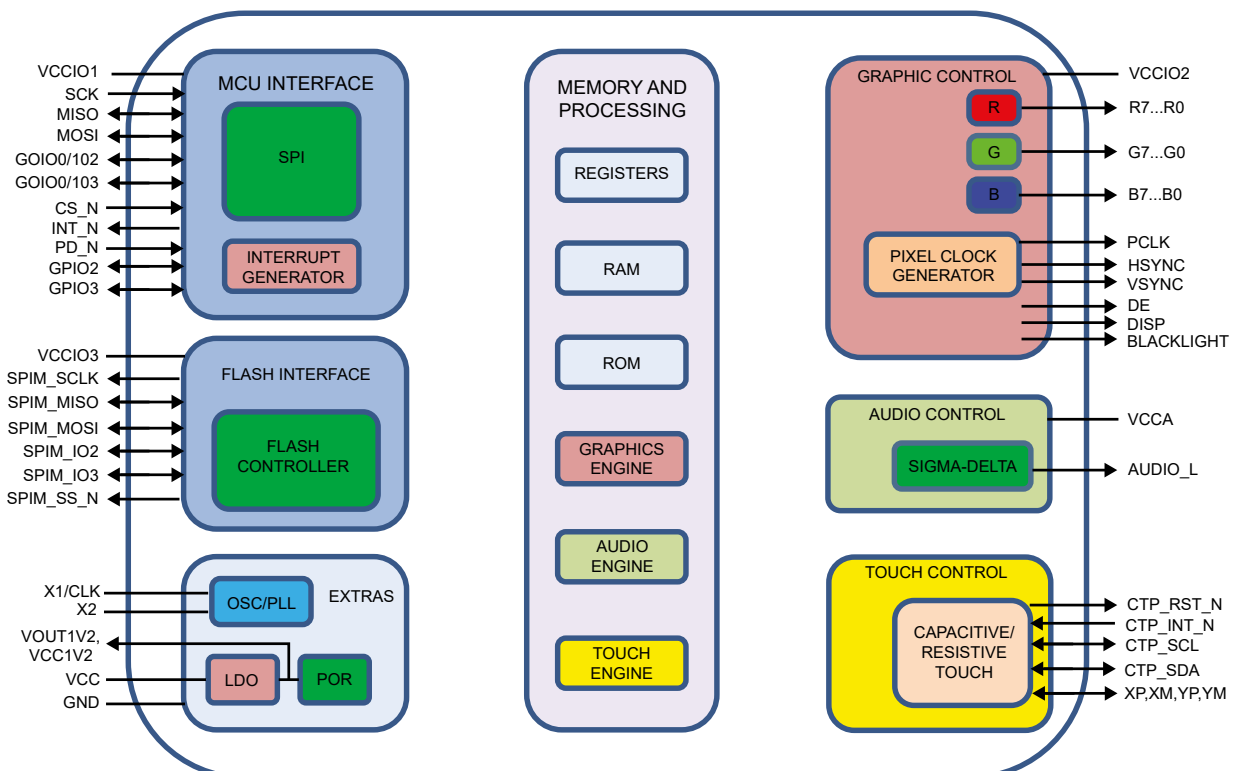 VCCIO1
SCK
MISO
MOSI
GOIO0/102
GOIO0/103
CS_N
INT_N
PD_N
GPIO2
GPIO3
MCU INTERFACE
SPI
INTERRUPT
GENERATOR
VCCIO3
SPIM_SCLK
SPIM_MISO
SPIM_MOSI
SPIM_IO2
SPIM_IO3
SPIM_SS_N
FLASH INTERFACE
FLASH
CONTROLLER
X1/CLK
X2
VOUT1V2,
VCC1V2
VCC
GND
OSC/PLL
EXTRAS
LDO
POR
MEMORY AND
PROCESSING
REGISTERS
RAM
ROM
GRAPHICS
ENGINE
AUDIO
ENGINE
TOUCH
ENGINE
GRAPHIC CONTROL
R
G
B
PIXEL CLOCK
GENERATOR
VCCIO2
R7...R0
G7...G0
B7...B0
PCLK
HSYNC
VSYNC
DE
DISP
BLACKLIGHT
AUDIO CONTROL
SIGMA-DELTA
VCCA
AUDIO_L
TOUCH CONTROL
CAPACITIVE/
RESISTIVE
TOUCH
CTP_RST_N
CTP_INT_N
CTP_SCL
CTP_SDA
XP,XM,YP,YM